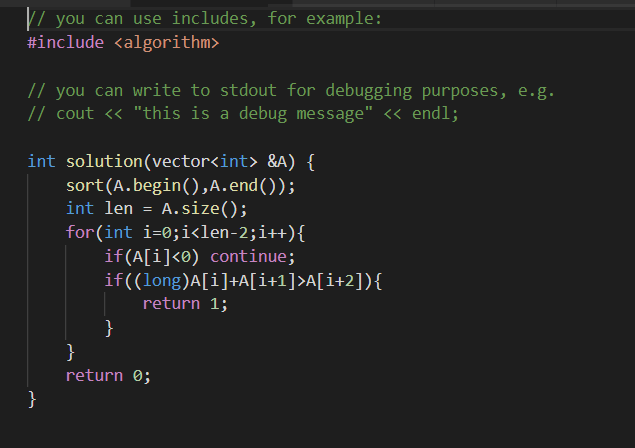 // you can use includes, for example:
#include <algorithm>
// you can write to stdout for debugging purposes, e.g.
// cout << "this is a debug message" << endl;
int solution(vector<int> &A) {
    sort(A.begin(),A.end());
    int len = A.size();
    for(int i=0;i<len-2;i++){
        if(A[i]<0) continue;
        if((long)A[i]+A[i+1]>A[i+2]){
            return 1;
        }
    }
    return 0;
}